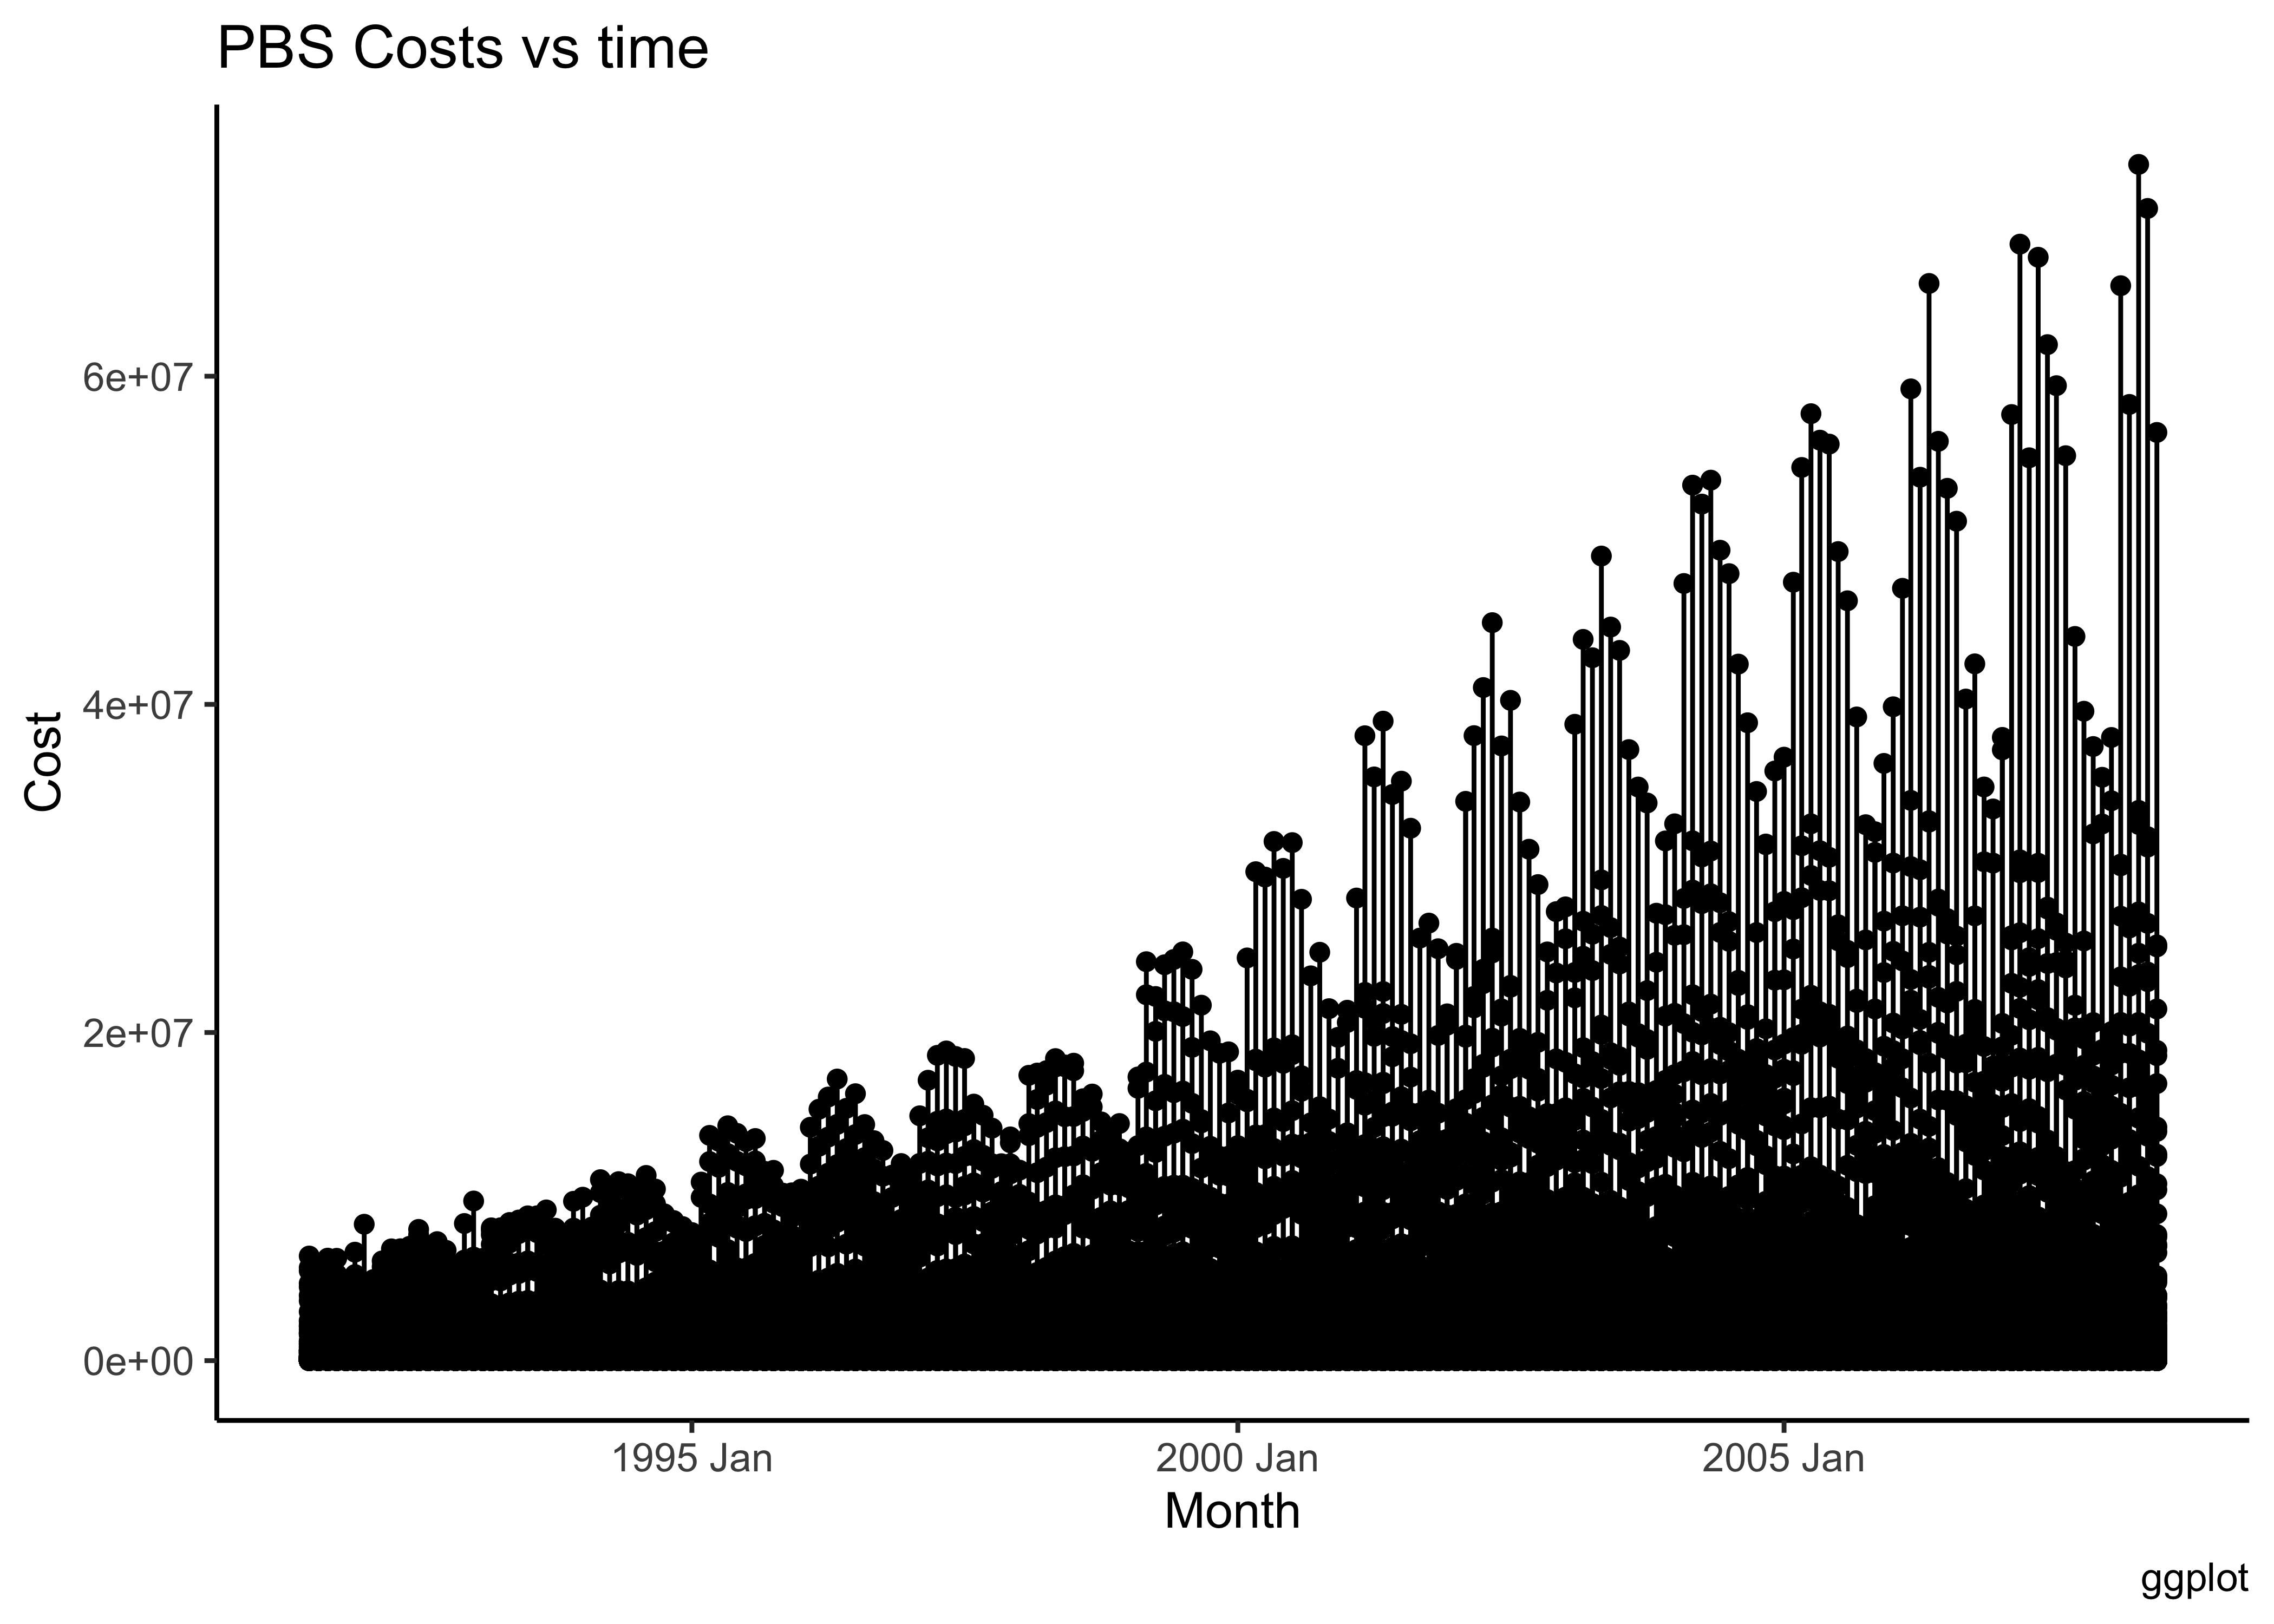 PBS Costs vs time
Cost
6e+07
4e+07
2e+07
0e+00
1995 Jan
2000 Jan
2005 Jan
Month
ggplot